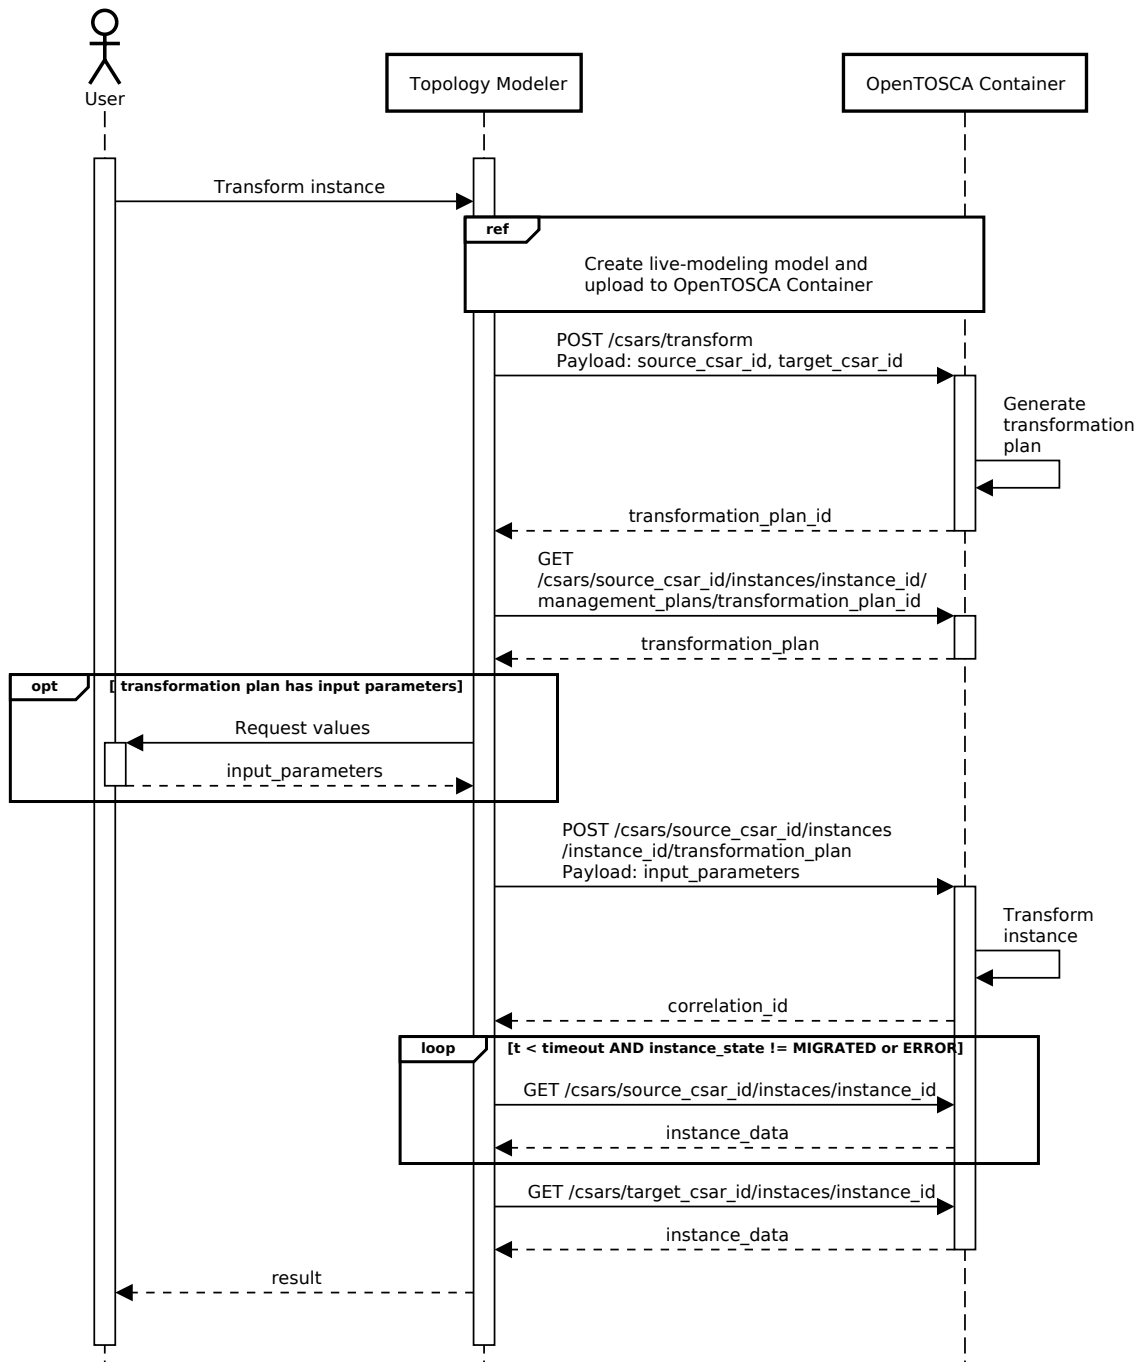 User
Topology Modeler
OpenTOSCA Container
Transform instance
ref
Create live-modeling model and
upload to OpenTOSCA Container
POST /csars/transform
Payload: source_csar_id, target_csar_id
Generate
transformation
plan
transformation_plan_id
GET
/csars/source_csar_id/instances/instance_id/
management_plans/transformation_plan_id
transformation_plan
opt
[ transformation plan has input parameters]
Request values
input_parameters
POST /csars/source_csar_id/instances
/instance_id/transformation_plan
Payload: input_parameters
Transform
instance
correlation_id
loop
[t < timeout AND instance_state != MIGRATED or ERROR]
GET /csars/source_csar_id/instaces/instance_id
instance_data
GET /csars/target_csar_id/instaces/instance_id
instance_data
result